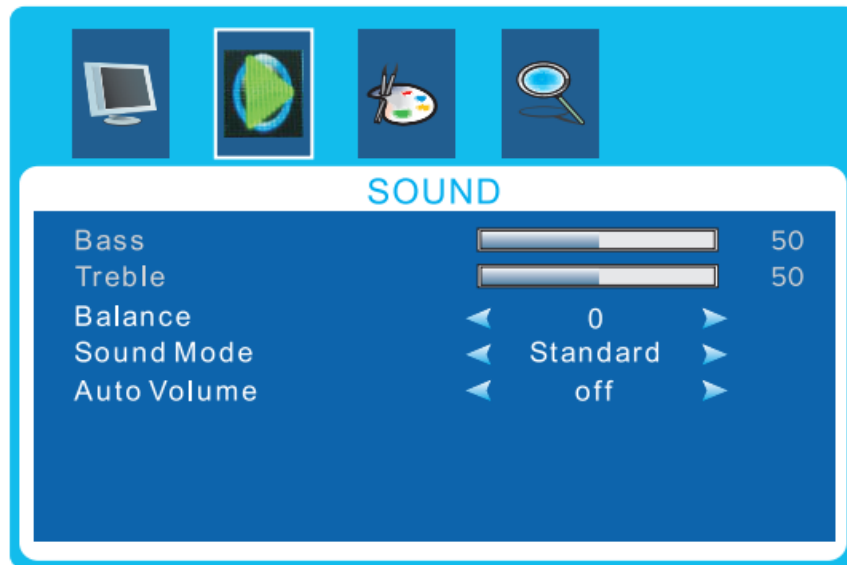 SOUND
Bass 50
Treble 50
Balance 0
Sound Mode Standard
Auto Volume off